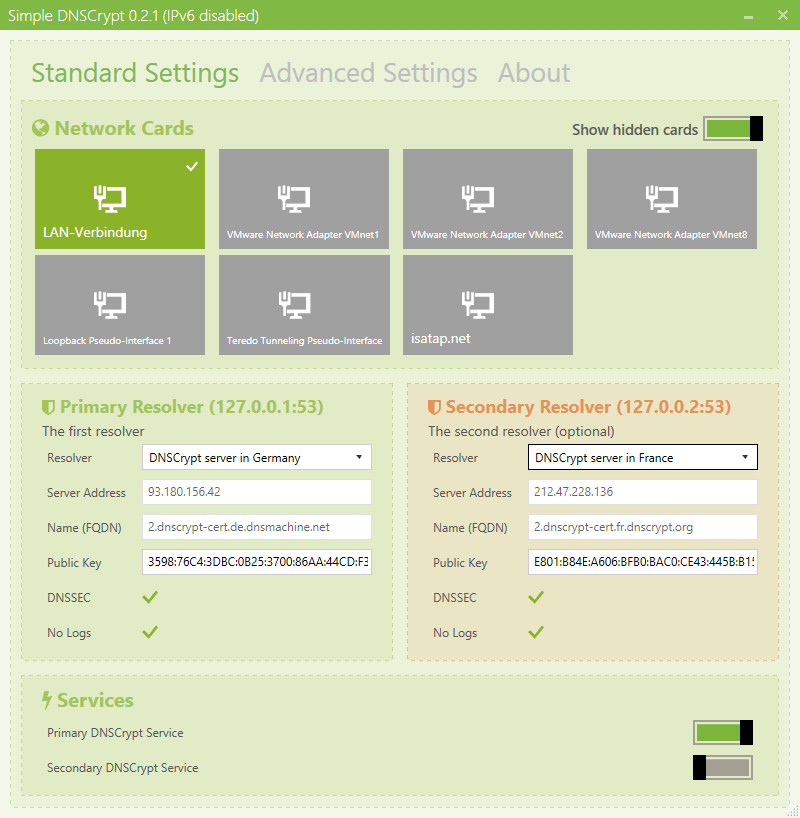 Simple DNSCrypt 0.2.1 (IPv6 disabled)
Standard Settings Advanced Settings About
Network Cards
Show hidden cards
LAN-Verbindung
VMware Network Adapter VMnet1
VMware Network Adapter VMnet2
VMware Network Adapter VMnet8
Loopback Pseudo-Interface 1
Teredo Tunneling Pseudo-Interface
isatap.net
Primary Resolver (127.0.0.1:53)
The first resolver
Resolver DNSCrypt server in Germany
Server Address 93.180.156.42
Name (FQDN) 2.dnscrypt-cert.de.dnsmachine.net
Public Key 3598:76C4:3DBC:0B25:3700:86AA:44CD:F3
DNSSEC
No Logs
Secondary Resolver (127.0.0.2:53)
The second resolver (optional)
Resolver DNSCrypt server in France
Server Address 212.47.228.136
Name (FQDN) 2.dnscrypt-cert.fr.dnscrypt.org
Public Key E801:B84E:A606:BFB0:BAC0:CE43:445B:B15
DNSSEC
No Logs
Services
Primary DNSCrypt Service
Secondary DNSCrypt Service